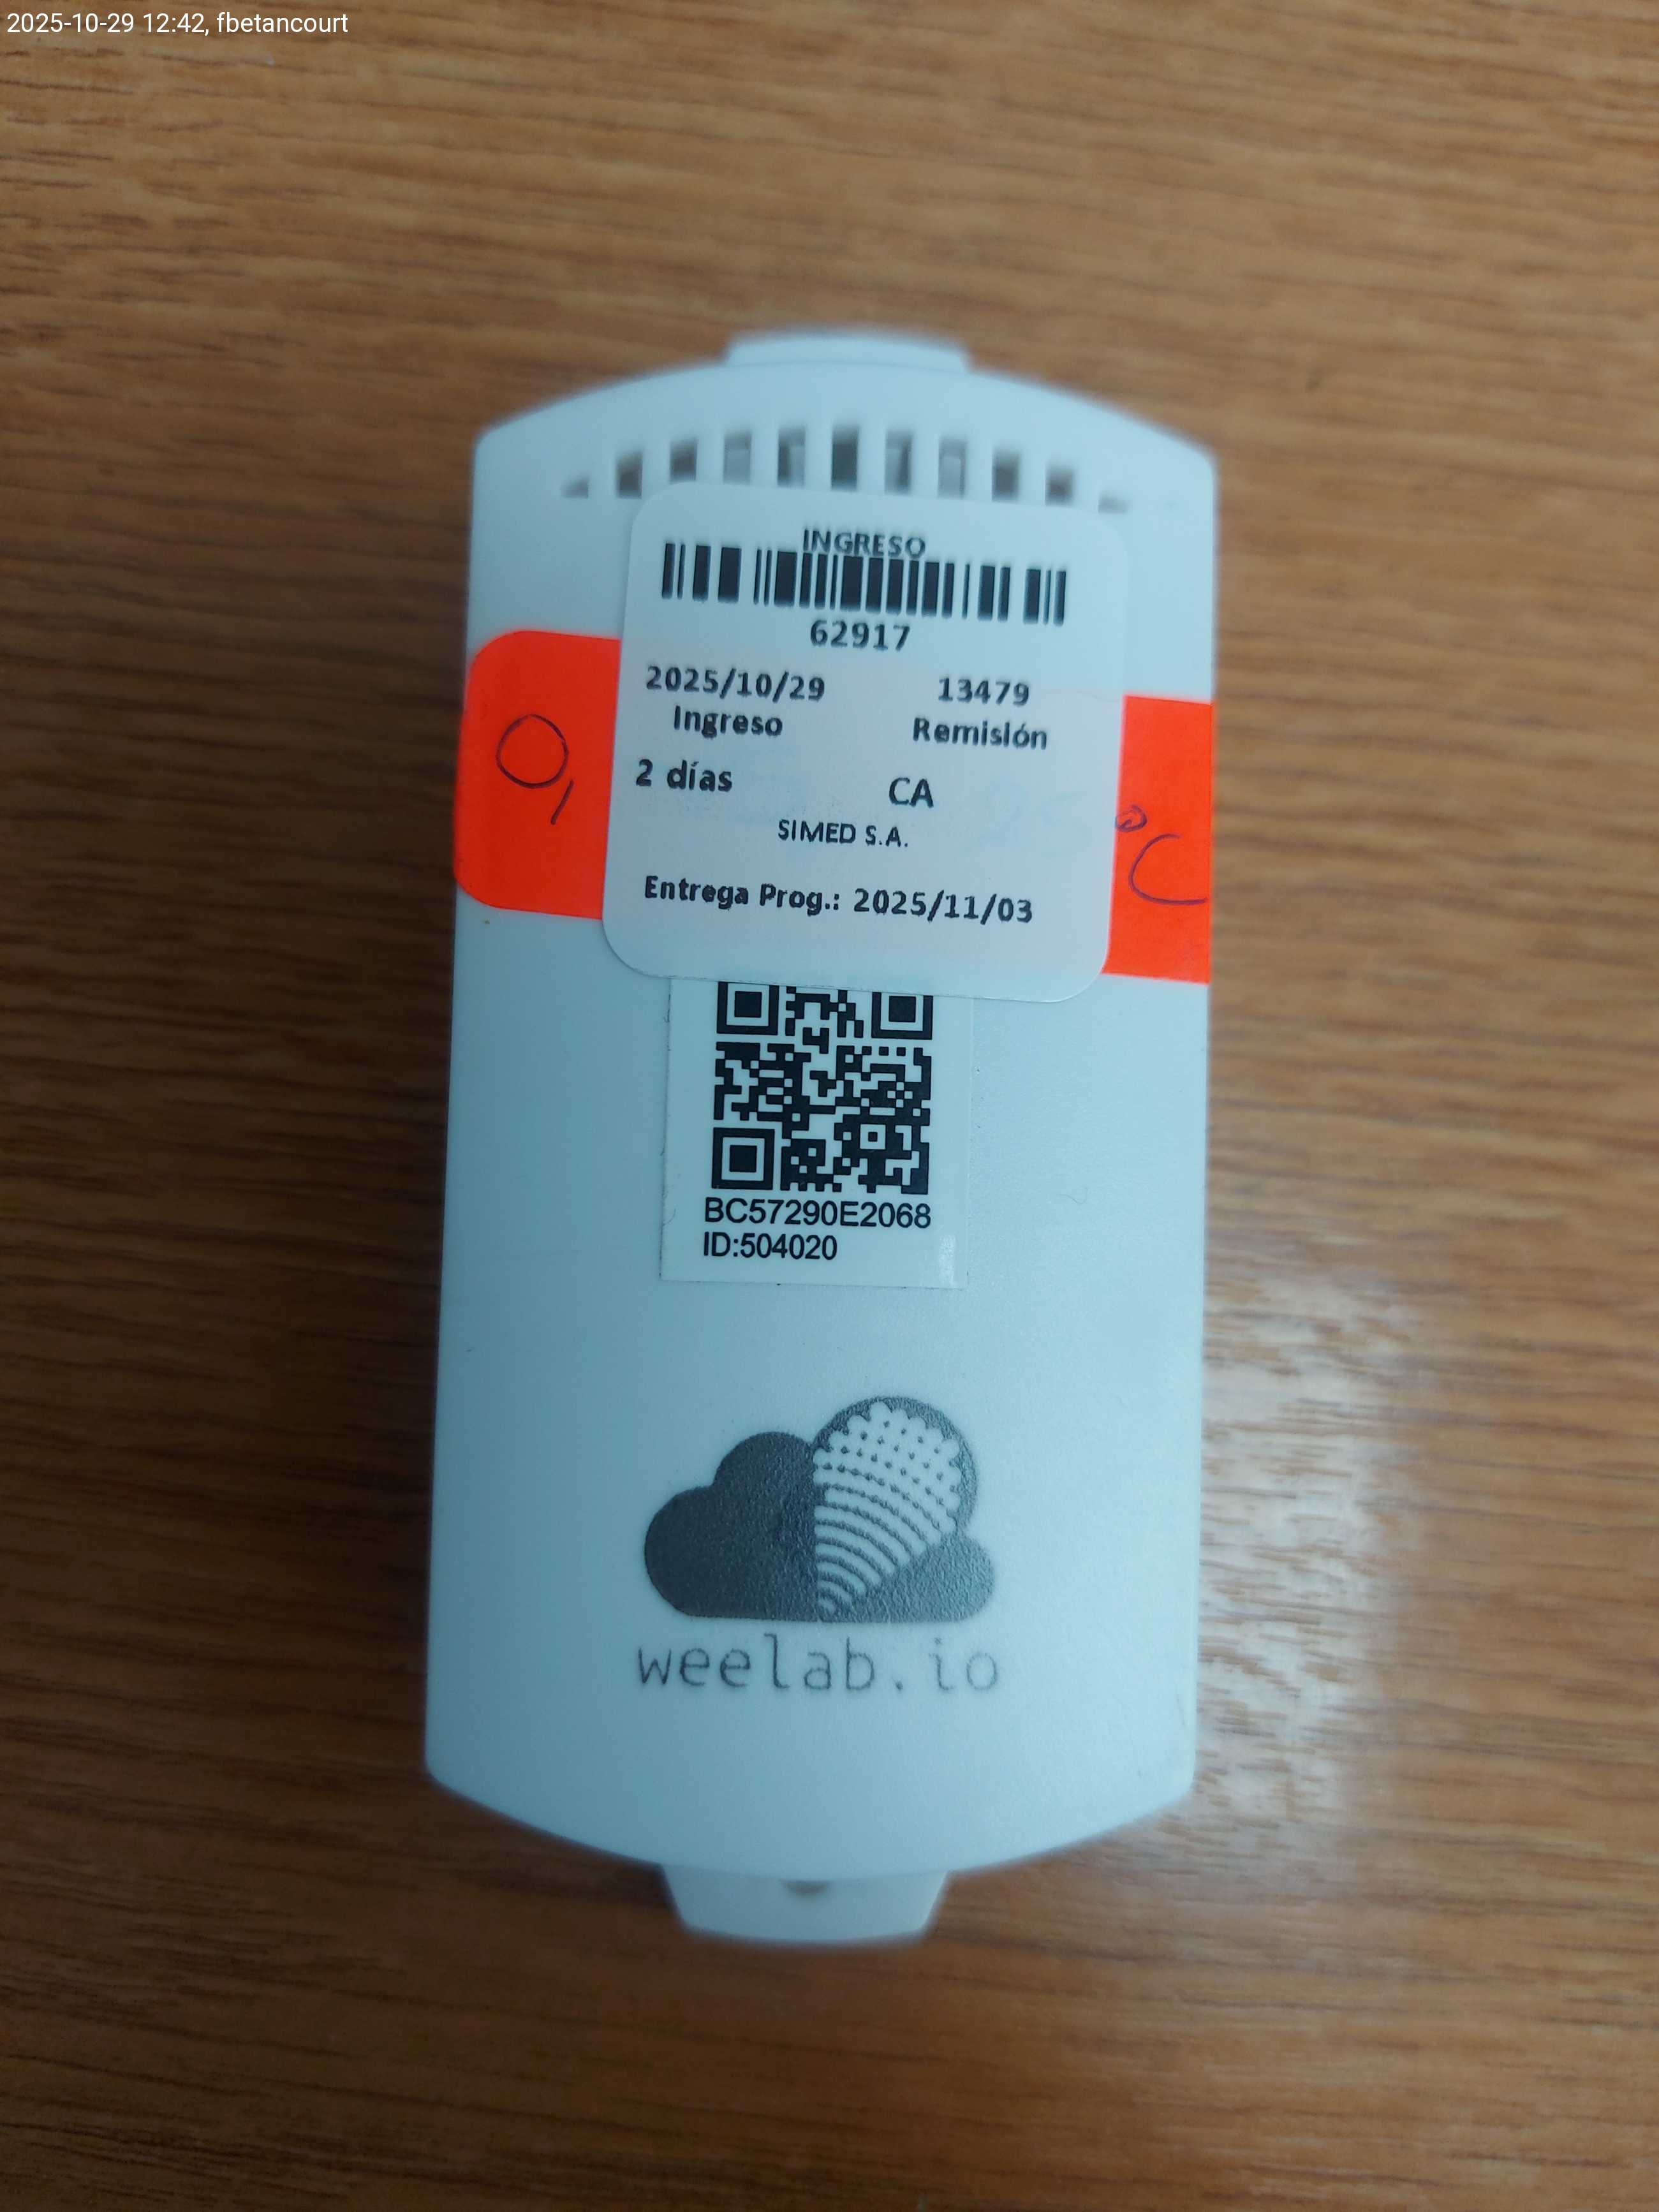 2025-10-29 12:42, fbetancourt
INGRESO
62917
2025/10/29 13479
Ingreso Remisión
2 días CA
SIMED S.A.
Entrega Prog.: 2025/11/03
0, °C
BC57290E2068
ID:504020
weelab.io